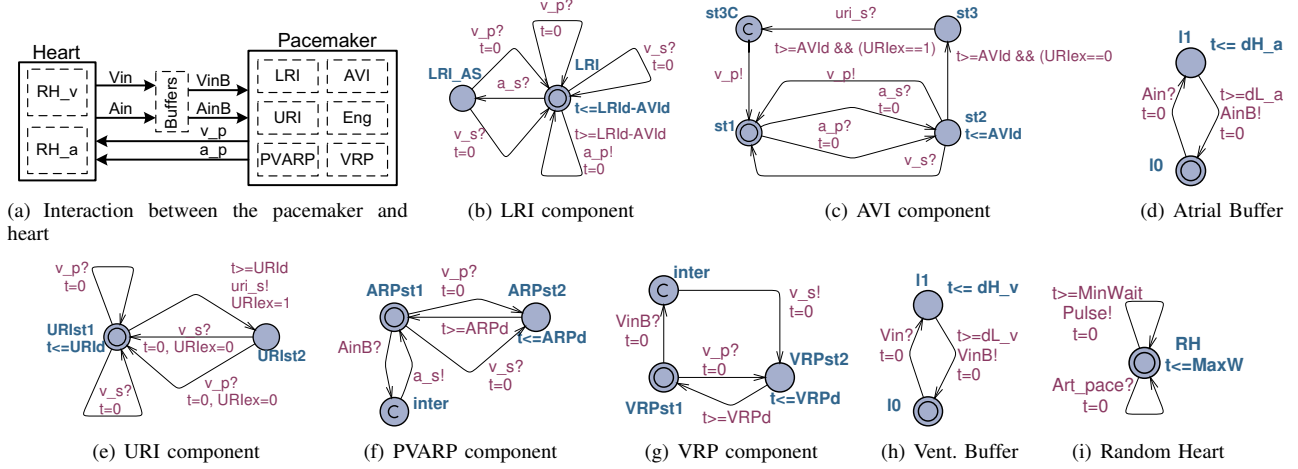 Heart
RH_v
RH_a
Vin
Ain
iBuffers
VinB
AinB
v_p
a_p
Pacemaker
LRI
AVI
URI
Eng
PVARP
VRP
(a) Interaction between the pacemaker and
heart
v_p?
t=0
v_p?
t=0
LRI
v_s?
t=0
LRI_AS
a_s?
t<=LRId-AVId
v_s?
t=0
t>=LRId-AVId
a_p!
t=0
(b) LRI component
st3C
C
uri_s?
st3
t>=AVId && (URIex==1)
t>=AVId && (URIex==0
v_p!
v_p!
a_s?
t=0
st1
a_p?
t=0
st2
t<=AVId
v_s?
(c) AVI component
l1
t<= dH_a
Ain?
t=0
t>=dL_a
AinB!
t=0
l0
(d) Atrial Buffer
v_p?
t=0
t>=URId
uri_s!
URIex=1
URIst1
t<=URId
v_s?
t=0, URIex=0
URIst2
v_p?
t=0, URIex=0
v_s?
t=0
(e) URI component
v_p?
t=0
ARPst1
ARPst2
t>=ARPd
t<=ARPd
AinB?
a_s!
v_s?
t=0
C
inter
(f) PVARP component
inter
C
v_s!
t=0
VinB?
t=0
v_p?
t=0
VRPst2
t<=VRPd
VRPst1
t>=VRPd
(g) VRP component
l1
t<= dH_v
Vin?
t=0
t>=dL_v
VinB!
t=0
l0
(h) Vent. Buffer
t>=MinWait
Pulse!
t=0
RH
t<=MaxW
Art_pace?
t=0
(i) Random Heart